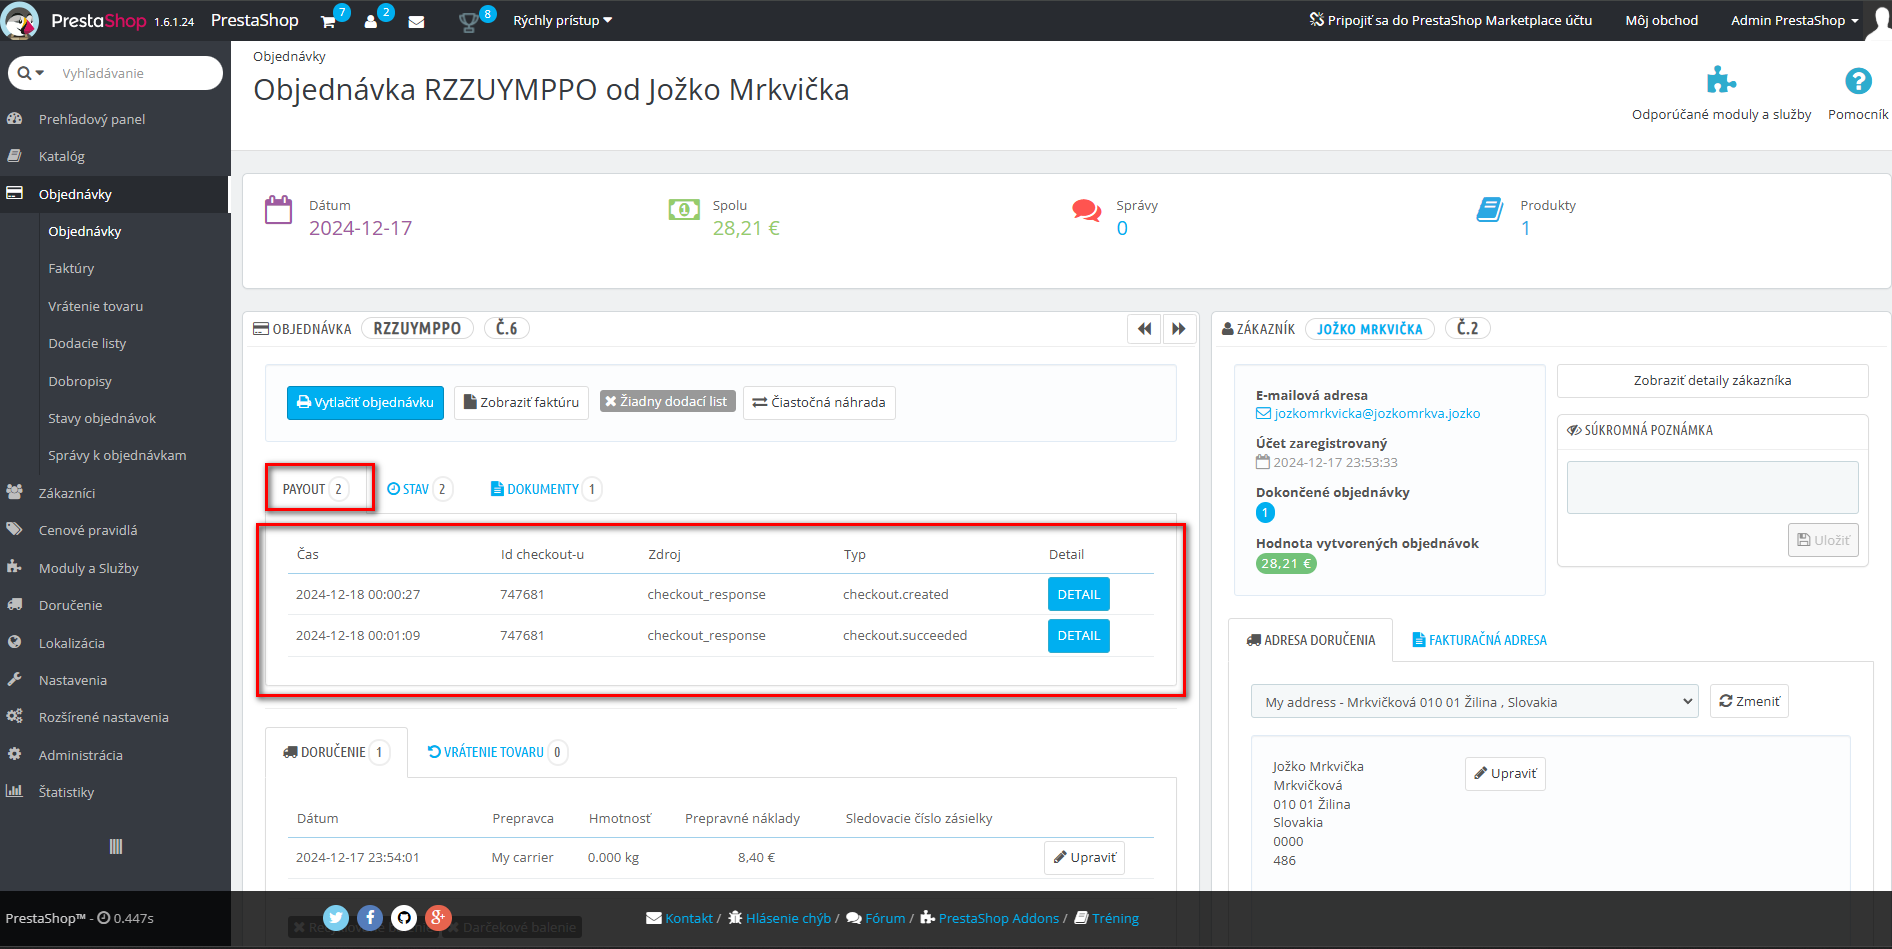 PrestaShop 1.6.1.24 PrestaShop 7 2 8 Rýchly prístup Pripojiť sa do PrestaShop Marketplace účtu Môj obchod Admin PrestaShop
Vyhľadávanie
Prehľadový panel
Katalóg
Objednávky
Objednávky
Faktúry
Vrátenie tovaru
Dodacie listy
Dobropisy
Stavy objednávok
Správy k objednávkam
Zákazníci
Cenové pravidlá
Moduly a Služby
Doručenie
Lokalizácia
Nastavenia
Rozšírené nastavenia
Administrácia
Štatistiky
PrestaShop™ - 0.447s
Objednávky
Objednávka RZZUYMPPO od Jožko Mrkvička
Odporúčané moduly a služby Pomocník
Dátum
2024-12-17
Spolu
28,21 €
Správy
0
Produkty
1
OBJEDNÁVKA RZZUYMPPO Č.6
Vytlačiť objednávku Zobraziť faktúru Žiadny dodací list Čiastočná náhrada
PAYOUT 2 STAV 2 DOKUMENTY 1
Čas Id checkout-u Zdroj Typ Detail
2024-12-18 00:00:27 747681 checkout_response checkout.created DETAIL
2024-12-18 00:01:09 747681 checkout_response checkout.succeeded DETAIL
DORUČENIE 1 VRÁTENIE TOVARU 0
Dátum Prepravca Hmotnosť Prepravné náklady Sledovacie číslo zásielky
2024-12-17 23:54:01 My carrier 0.000 kg 8,40 € Upraviť
Darčekové balenie
ZÁKAZNÍK JOŽKO MRKVIČKA Č.2
E-mailová adresa
jozkomrkvicka@jozkomrkva.jozko
Účet zaregistrovaný
2024-12-17 23:53:33
Dokončené objednávky
1
Hodnota vytvorených objednávok
28,21 €
Zobraziť detaily zákazníka
SÚKROMNÁ POZNÁMKA
Uložiť
ADRESA DORUČENIA FAKTURAČNÁ ADRESA
My address - Mrkvičková 010 01 Žilina , Slovakia Zmeniť
Jožko Mrkvička
Mrkvičková
010 01 Žilina
Slovakia
0000
486
Upraviť
Kontakt / Hlásenie chýb / Fórum / PrestaShop Addons / Tréning